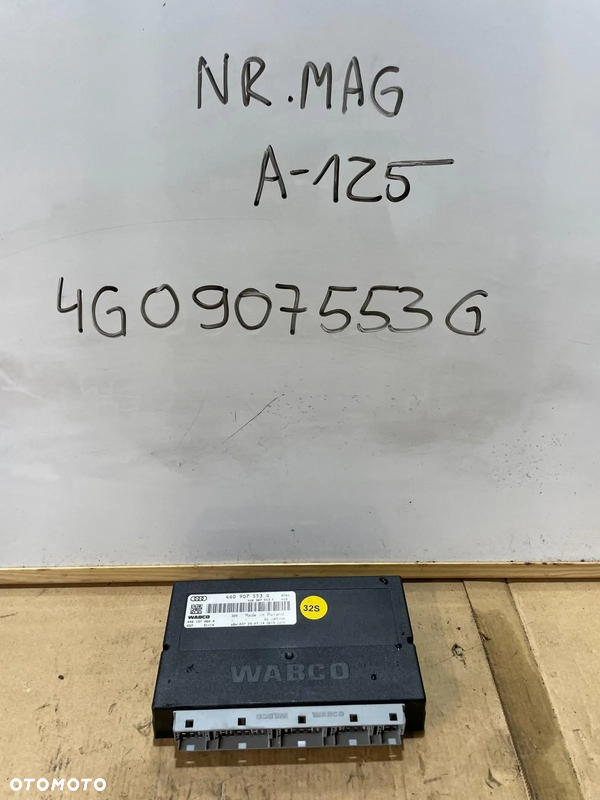 NR.MAG
A-125
4G0907553G
4G0 907 553 G
WABCO
Made in Poland
32S
WABCO
WABCO
OTOMOTO